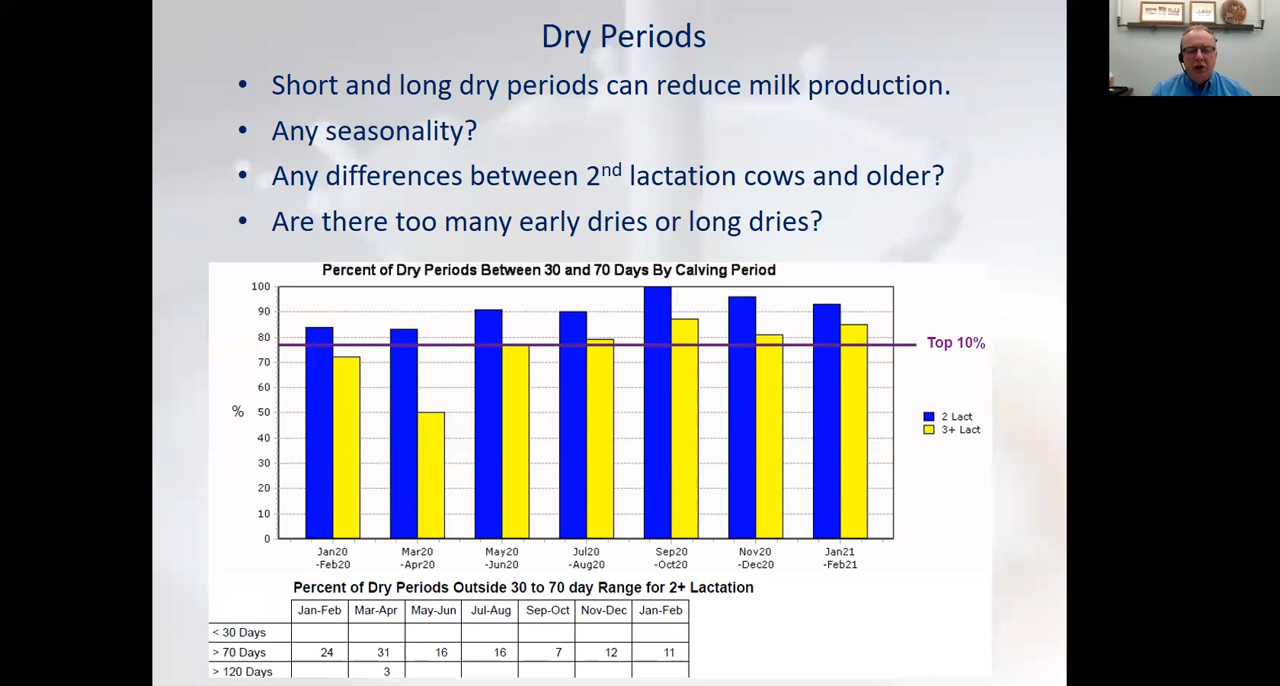 Dry Periods
• Short and long dry periods can reduce milk production.
• Any seasonality?
• Any differences between 2nd lactation cows and older?
• Are there too many early dries or long dries?
Percent of Dry Periods Between 30 and 70 Days By Calving Period
100
90
80
70
60
50
40
30
20
10
0
%
Top 10%
2 Lact
3+ Lact
Jan20 Mar20 May20 Jul20 Sep20 Nov20 Jan21
-Feb20 -Apr20 -Jun20 -Aug20 -Oct20 -Dec20 -Feb21
Percent of Dry Periods Outside 30 to 70 day Range for 2+ Lactation
Jan-Feb Mar-Apr May-Jun Jul-Aug Sep-Oct Nov-Dec Jan-Feb
< 30 Days
> 70 Days 24 31 16 16 7 12 11
> 120 Days 3